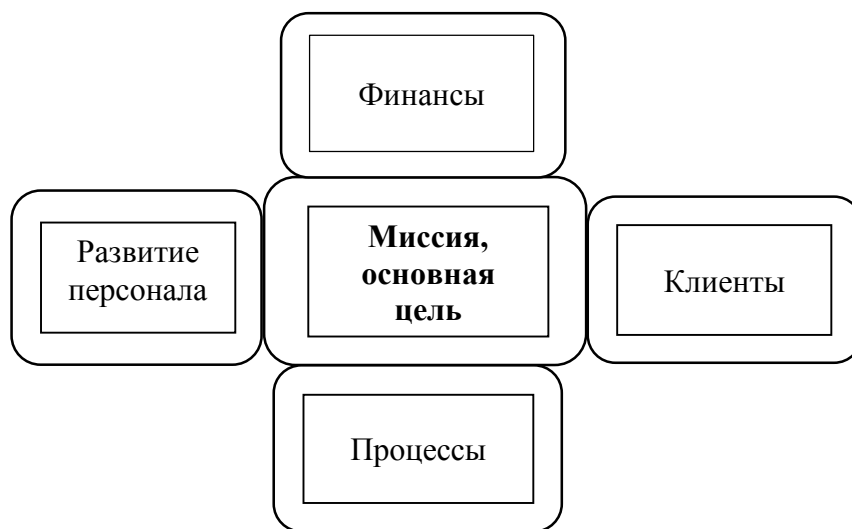 Финансы
Развитие
персонала
Миссия,
основная
цель
Клиенты
Процессы